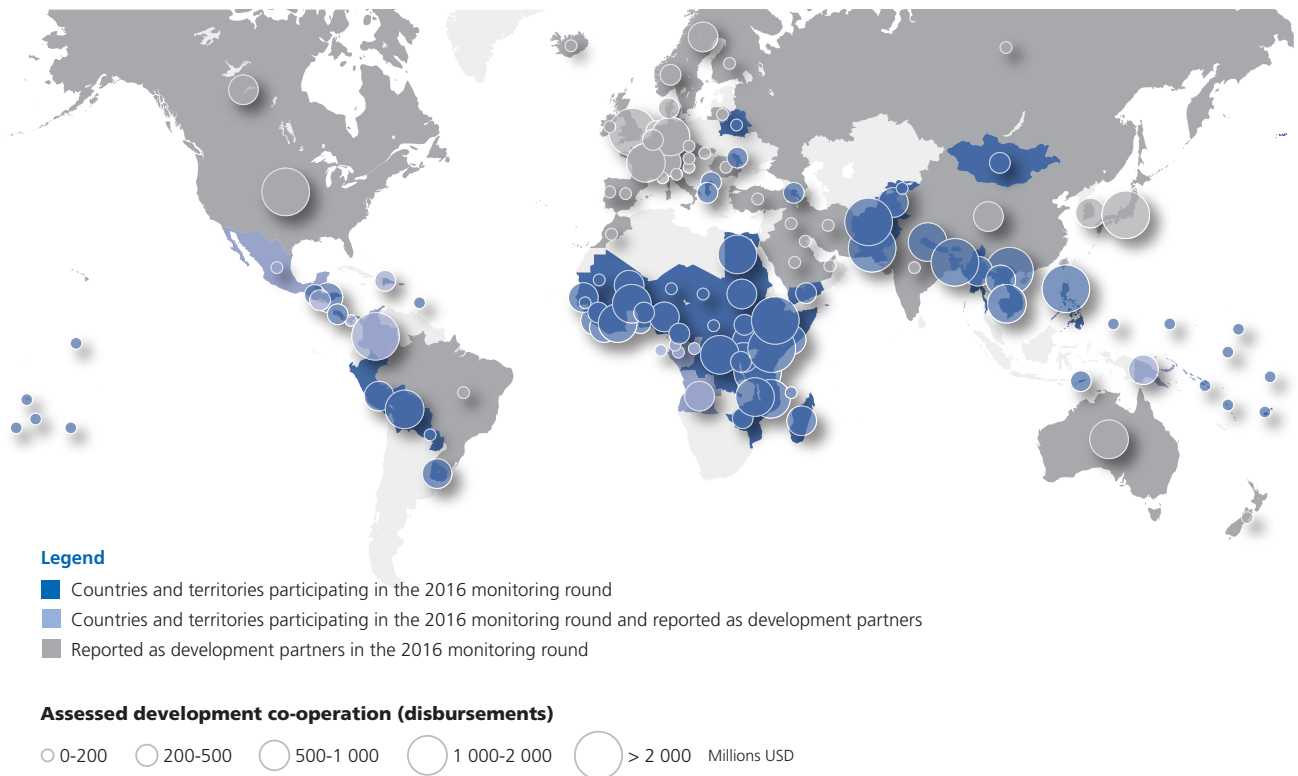 Legend
Countries and territories participating in the 2016 monitoring round
Countries and territories participating in the 2016 monitoring round and reported as development partners
Reported as development partners in the 2016 monitoring round
Assessed development co-operation (disbursements)
0-200 200-500 500-1 000 1 000-2 000 > 2 000 Millions USD